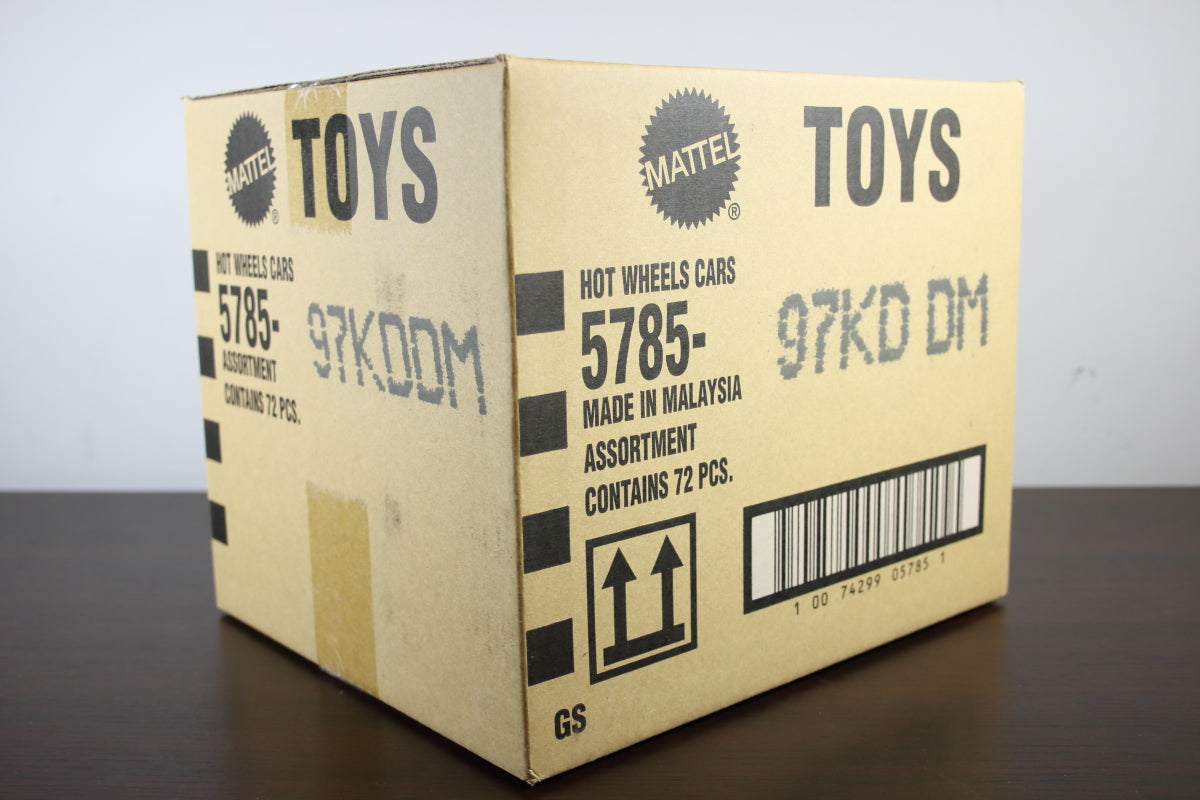 MATTEL
®
TOYS
HOT WHEELS CARS
5785-
ASSORTMENT
CONTAINS 72 PCS.
97KDDM
MATTEL
®
TOYS
HOT WHEELS CARS
5785-
MADE IN MALAYSIA
ASSORTMENT
CONTAINS 72 PCS.
97KD DM
1 00 74299 05785 1
GS